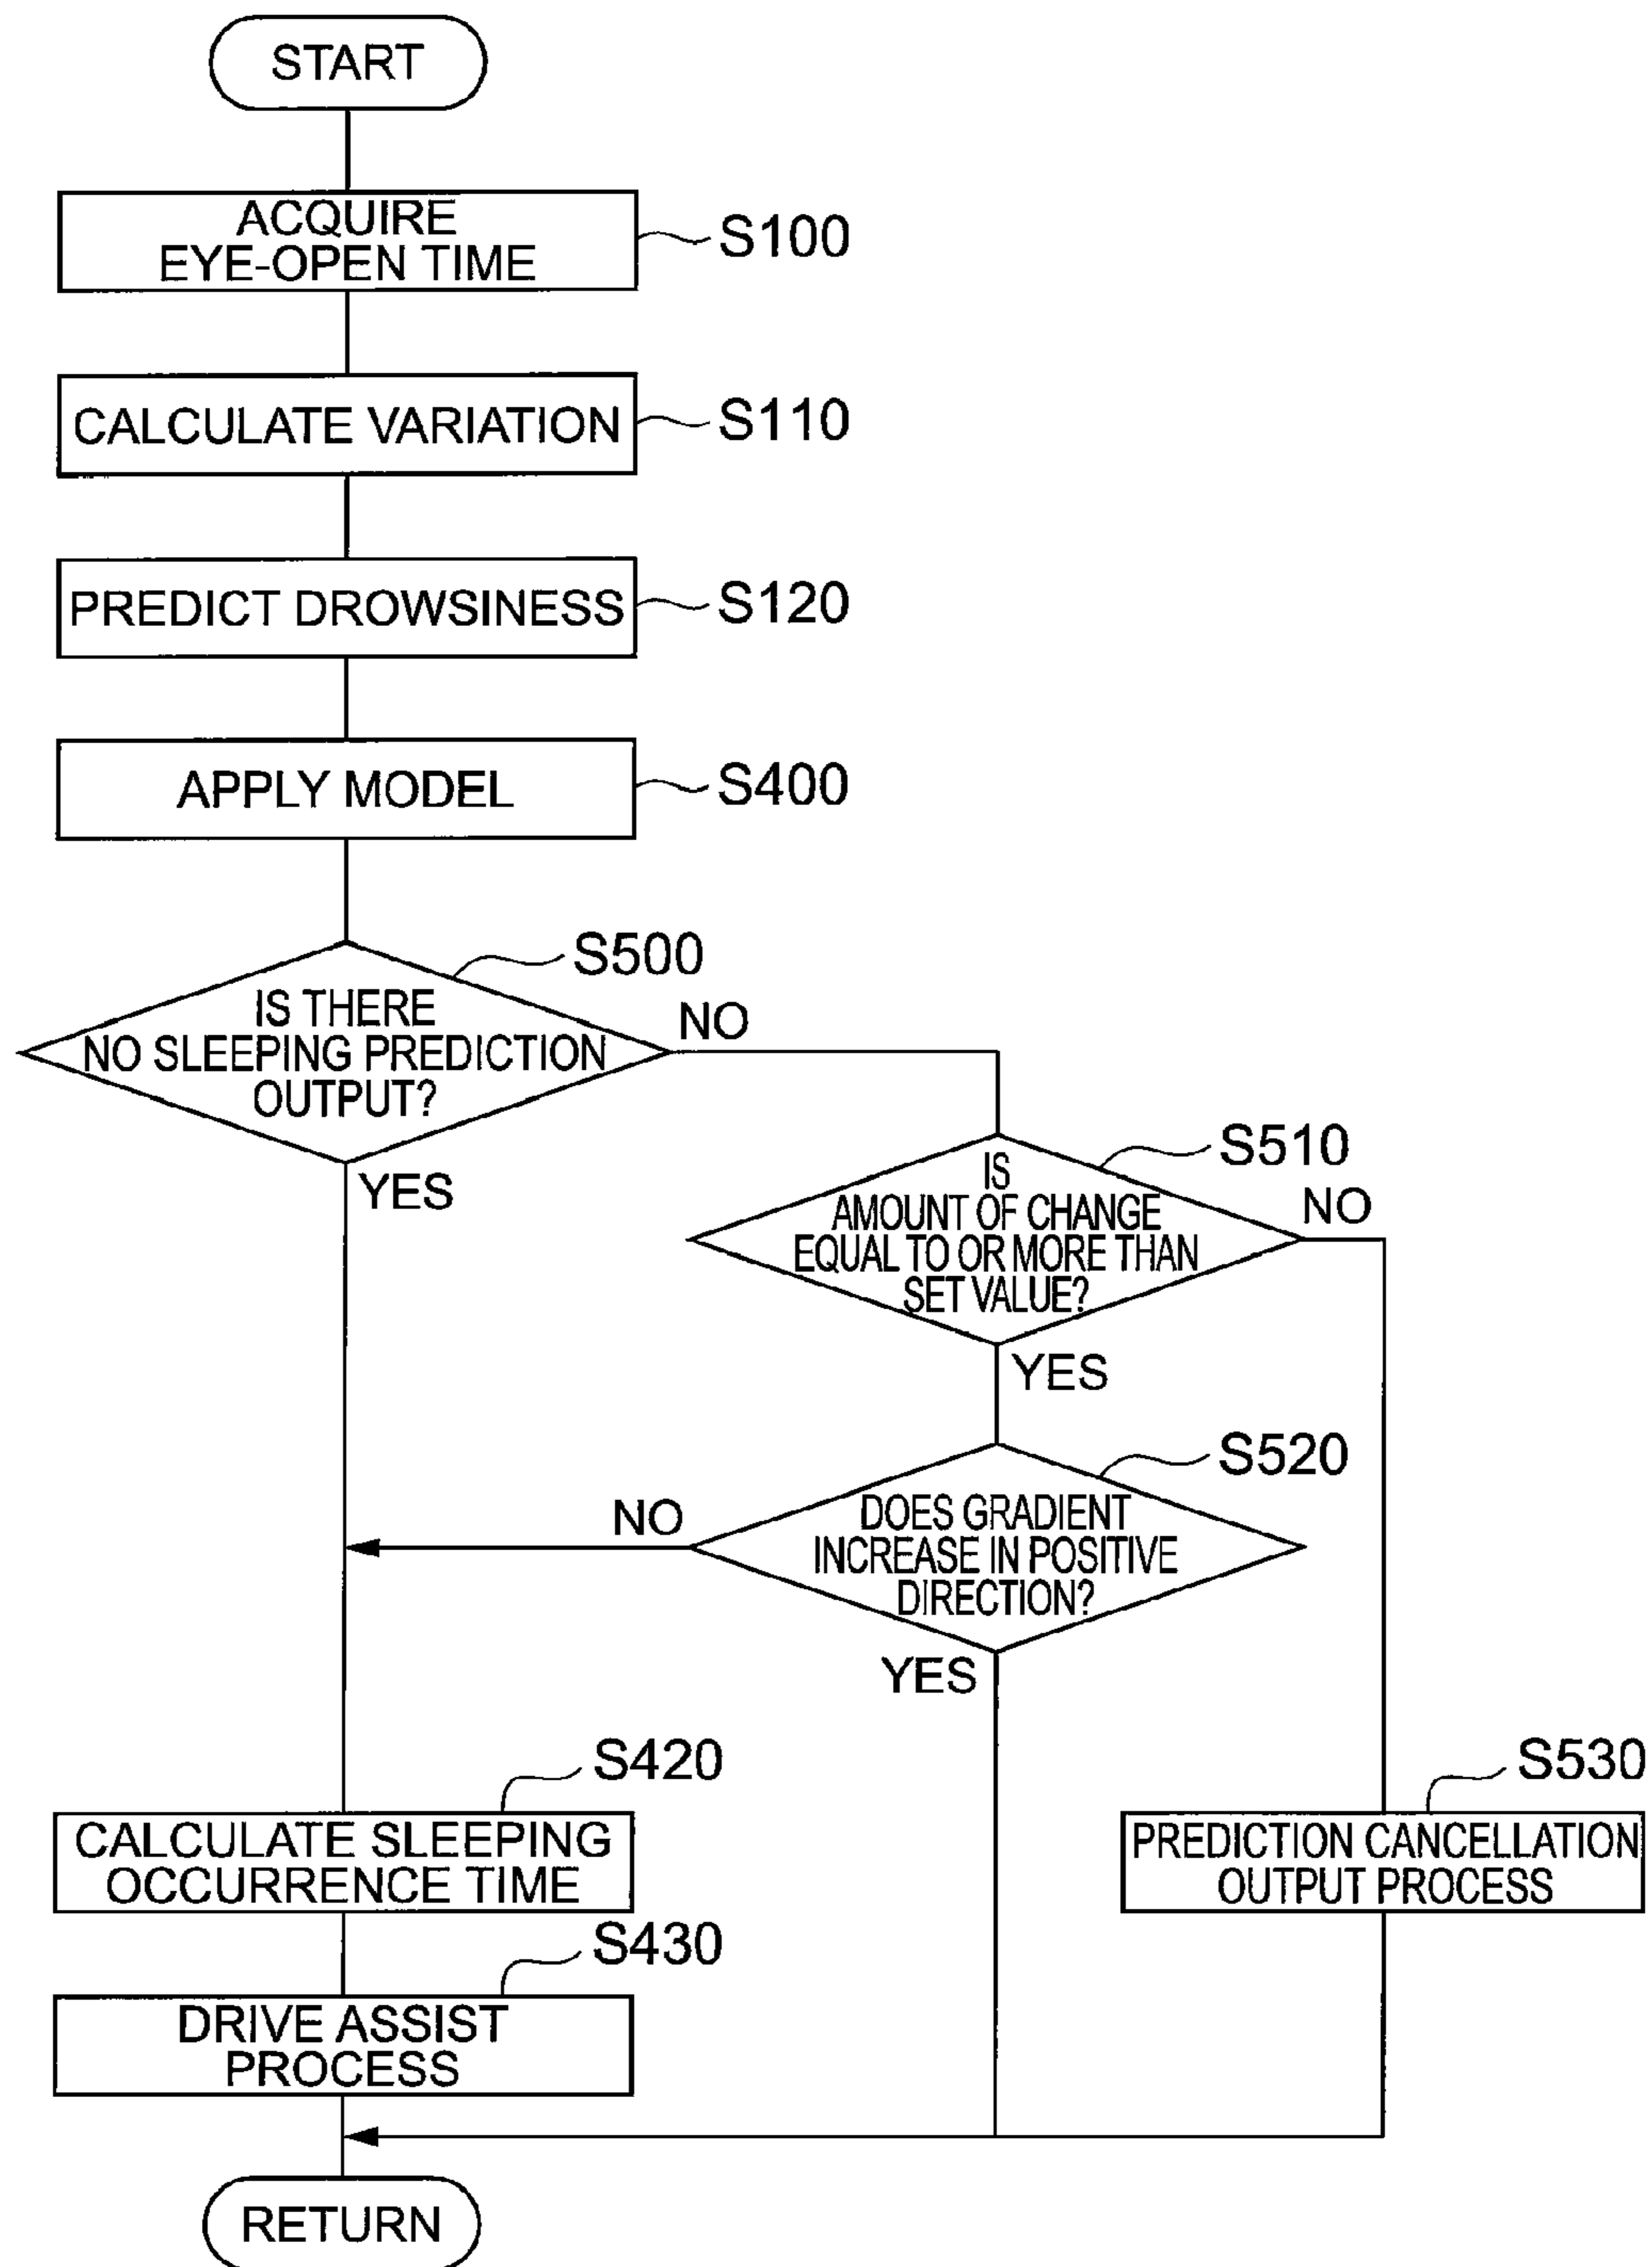 START
ACQUIRE
EYE-OPEN TIME
S100
CALCULATE VARIATION
S110
PREDICT DROWSINESS
S120
APPLY MODEL
S400
S500
IS THERE
NO SLEEPING PREDICTION
OUTPUT?
NO
YES
S510
IS
AMOUNT OF CHANGE
EQUAL TO OR MORE THAN
SET VALUE?
NO
YES
S520
DOES GRADIENT
INCREASE IN POSITIVE
DIRECTION?
NO
YES
S420
CALCULATE SLEEPING
OCCURRENCE TIME
S530
PREDICTION CANCELLATION
OUTPUT PROCESS
S430
DRIVE ASSIST
PROCESS
RETURN